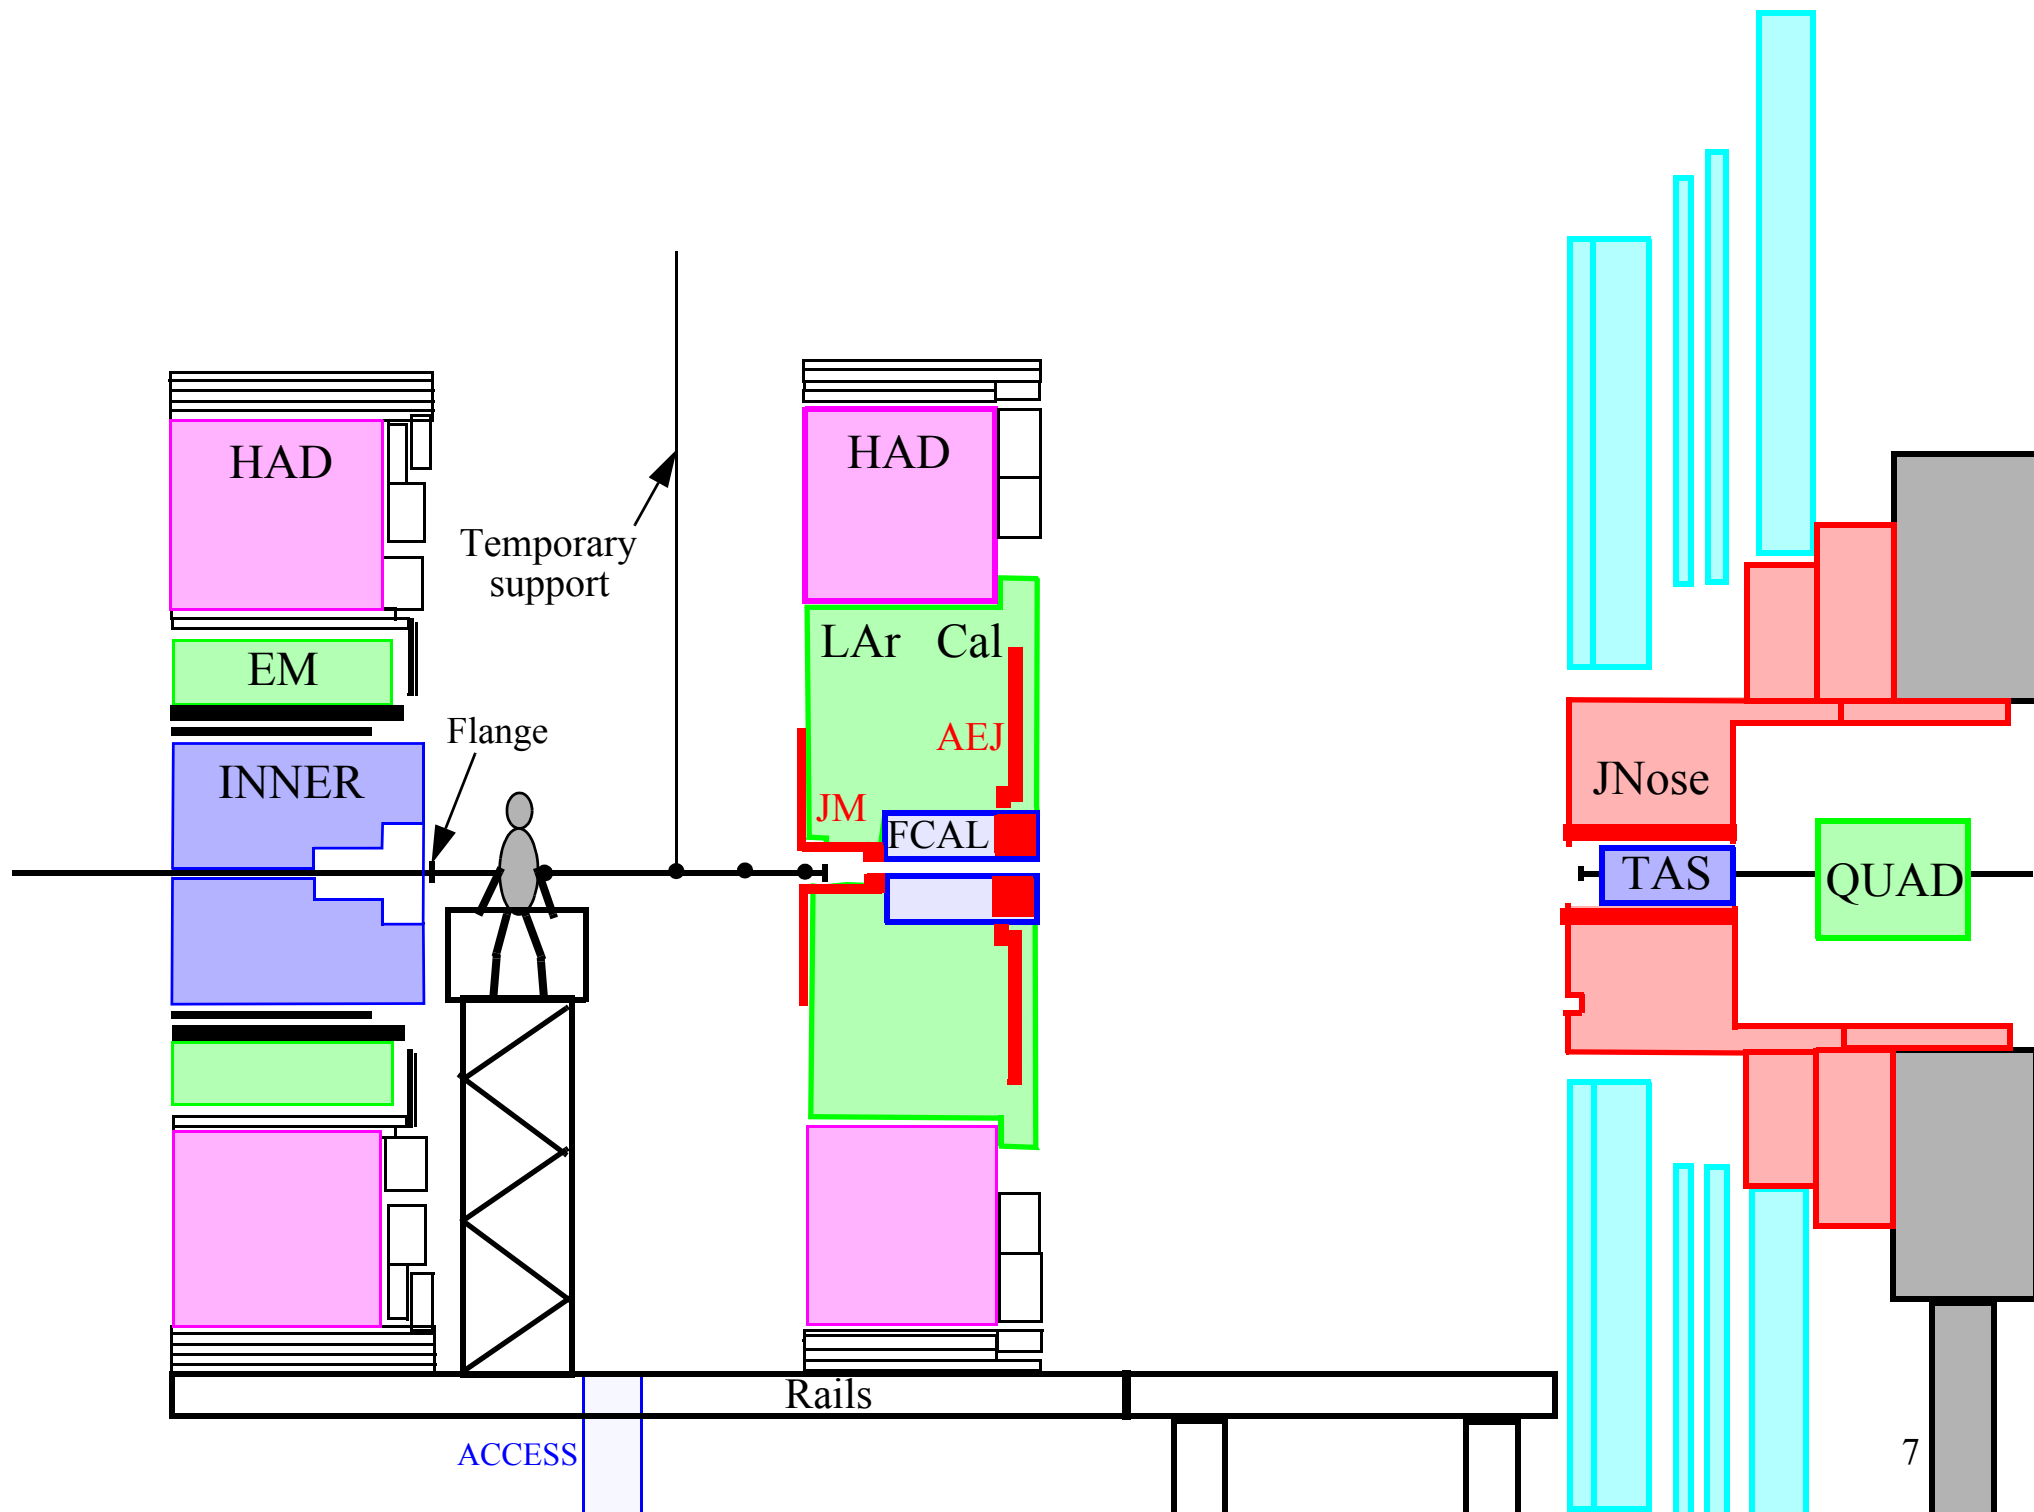 HAD
HAD
Temporary
support
LAr Cal
EM
Flange
AEJ
INNER
JNose
JM
FCAL
TAS
QUAD
Rails
ACCESS
7